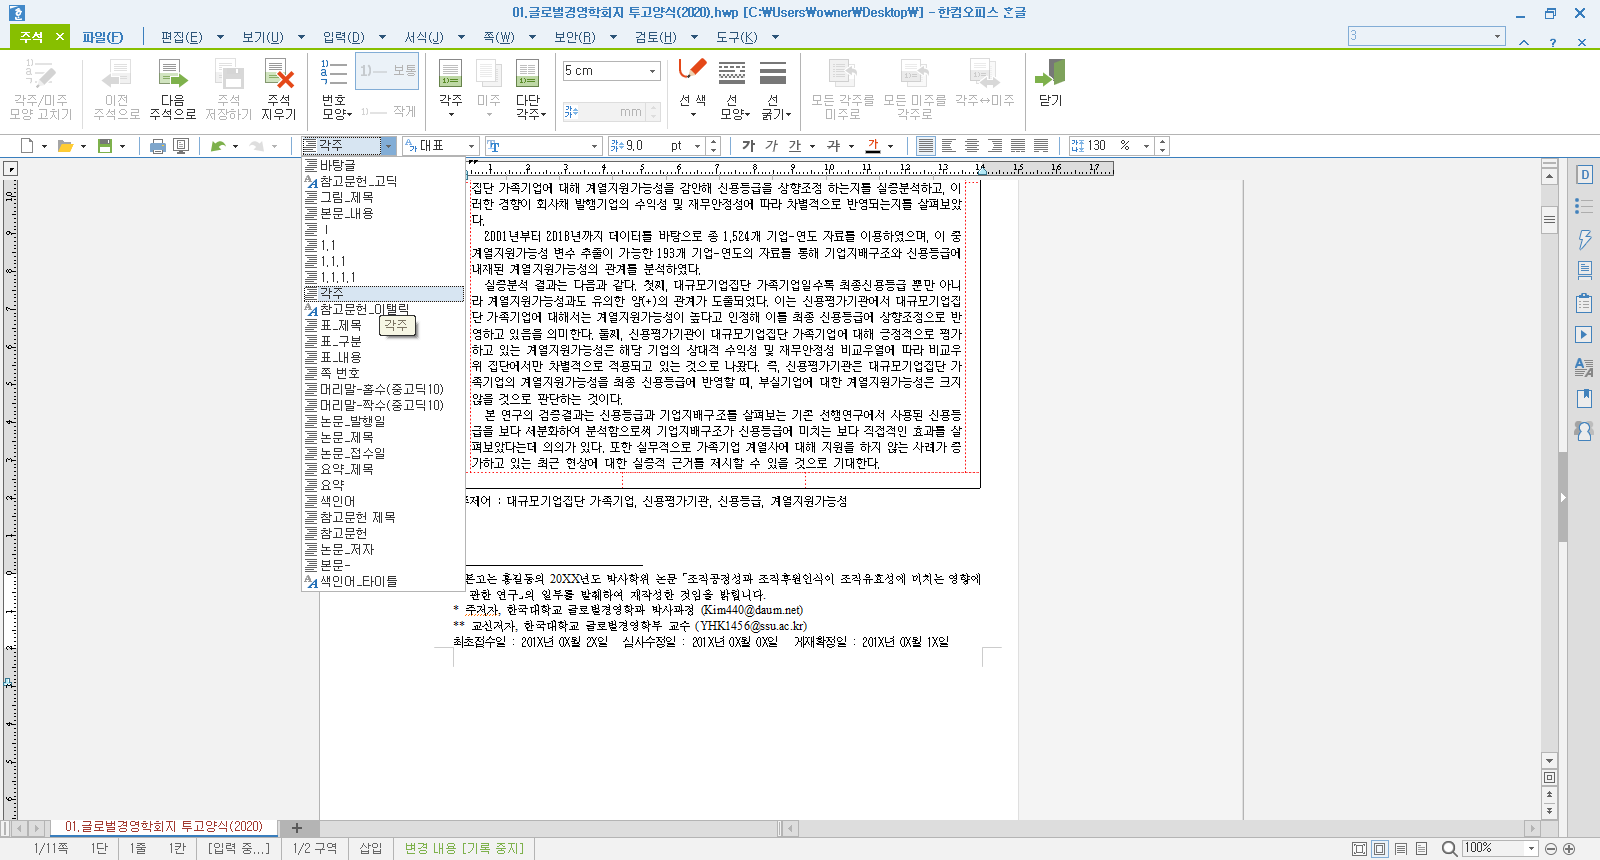 01.글로벌경영학회지 투고양식(2020).hwp [C:₩Users₩owner₩Desktop₩] - 한컴오피스 한글
주석 × 파일(F) 편집(E) 보기(U) 입력(D) 서식(J) 쪽(W) 보안(R) 검토(H) 도구(K) 3
1)― 보통
1)― 작게
5 cm
mm
각주/미주 모양 고치기
이전 주석으로
다음 주석으로
주석 저장하기
주석 지우기
번호 모양
각주
미주
다단 각주
선 색
선 모양
선 굵기
모든 각주를 미주로
모든 미주를 각주로
각주↔미주
닫기
각주 대표 9.0 pt 가 가 가 가 가 130 %
1 2 3 4 5 6 7 8 9 10 11 12 13 14 15 16 17
바탕글
참고문헌_고딕
그림_제목
본문_내용
I
1.1
1.1.1
1.1.1.1
각주
참고문헌_이탤릭
표_제목
각주
표_구분
표_내용
쪽 번호
머리말-홀수(중고딕10)
머리말-짝수(중고딕10)
논문_발행일
논문_제목
논문_접수일
요약_제목
요약
색인어
참고문헌 제목
참고문헌
논문_저자
본문-
색인어_타이틀
집단 가족기업에 대해 계열지원가능성을 감안해 신용등급을 상향조정 하는지를 실증분석하고, 이
러한 경향이 회사채 발행기업의 수익성 및 재무안정성에 따라 차별적으로 반영되는지를 살펴보았
다.
2001년부터 2018년까지 데이터를 바탕으로 총 1,524개 기업-연도 자료를 이용하였으며, 이 중
계열지원가능성 변수 추출이 가능한 193개 기업-연도의 자료를 통해 기업지배구조와 신용등급에
내재된 계열지원가능성의 관계를 분석하였다.
실증분석 결과는 다음과 같다. 첫째, 대규모기업집단 가족기업일수록 최종신용등급 뿐만 아니
라 계열지원가능성과도 유의한 양(+)의 관계가 도출되었다. 이는 신용평가기관에서 대규모기업집
단 가족기업에 대해서는 계열지원가능성이 높다고 인정해 이를 최종 신용등급에 상향조정으로 반
영하고 있음을 의미한다. 둘째, 신용평가기관이 대규모기업집단 가족기업에 대해 긍정적으로 평가
하고 있는 계열지원가능성은 해당 기업의 상대적 수익성 및 재무안정성 비교우열에 따라 비교우
위 집단에서만 차별적으로 적용되고 있는 것으로 나왔다. 즉, 신용평가기관은 대규모기업집단 가
족기업의 계열지원가능성을 최종 신용등급에 반영할 때, 부실기업에 대한 계열지원가능성은 크지
않을 것으로 판단하는 것이다.
본 연구의 검증결과는 신용등급과 기업지배구조를 살펴보는 기존 선행연구에서 사용된 신용등
급을 보다 세분화하여 분석함으로써 기업지배구조가 신용등급에 미치는 보다 직접적인 효과를 살
펴보았다는데 의의가 있다. 또한 실무적으로 가족기업 계열사에 대해 지원을 하지 않는 사례가 증
가하고 있는 최근 현상에 대한 실증적 근거를 제시할 수 있을 것으로 기대한다.
주제어 : 대규모기업집단 가족기업, 신용평가기관, 신용등급, 계열지원가능성
본고는 홍길동의 20XX년도 박사학위 논문 「조직공정성과 조직후원인식이 조직유효성에 미치는 영향에
관한 연구」의 일부를 발췌하여 재작성한 것임을 밝힙니다.
* 주저자, 한국대학교 글로벌경영학과 박사과정 (Kim440@daum.net)
** 교신저자, 한국대학교 글로벌경영학부 교수 (YHK1456@ssu.ac.kr)
최초접수일 : 201X년 0X월 2X일 심사수정일 : 201X년 0X월 0X일 게재확정일 : 201X년 0X월 1X일
01.글로벌경영학회지 투고양식(2020) +
1/11쪽 1단 1줄 1칸 [입력 중...] 1/2 구역 삽입 변경 내용 [기록 중지] 100%